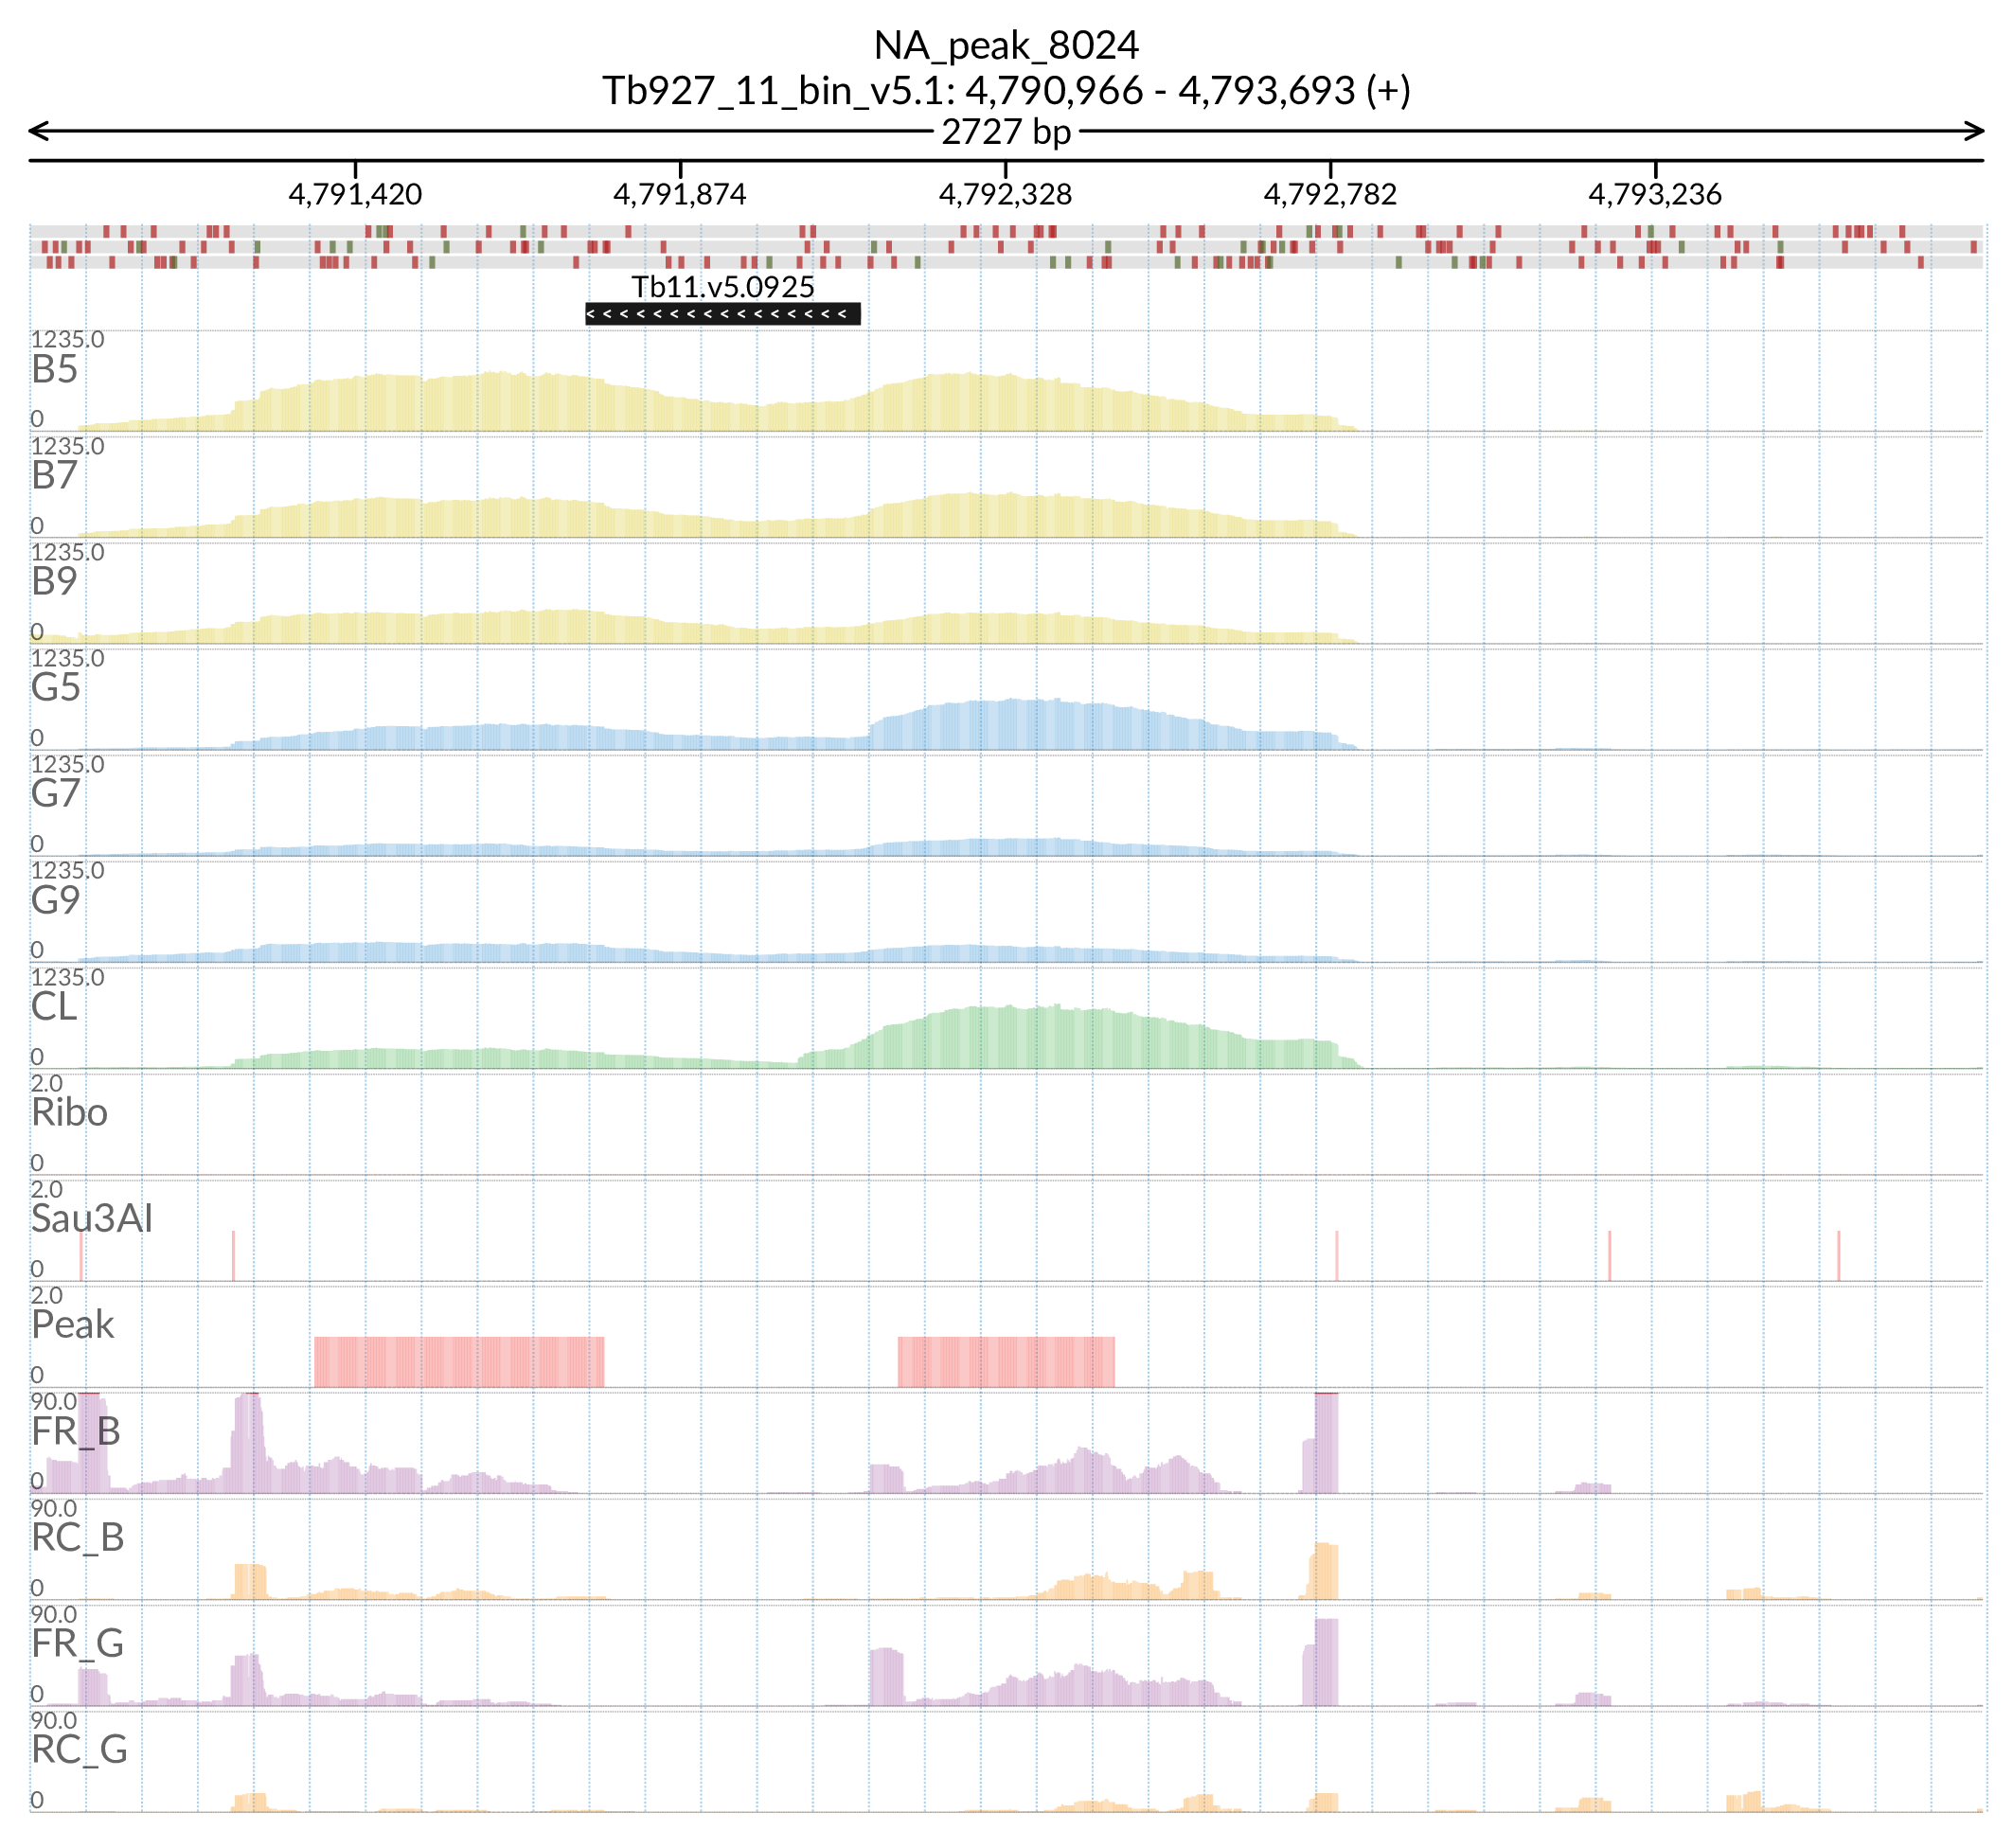 NA_peak_8024
Tb927_11_bin_v5.1: 4,790,966 - 4,793,693 (+)
2727 bp
4,791,420 4,791,874 4,792,328 4,792,782 4,793,236
Tb11.v5.0925
< < < < < < < < < < < < < < < <
1235.0
B5
0
1235.0
B7
0
1235.0
B9
0
1235.0
G5
0
1235.0
G7
0
1235.0
G9
0
1235.0
CL
0
2.0
Ribo
0
2.0
Sau3AI
0
2.0
Peak
0
90.0
FR_B
0
90.0
RC_B
0
90.0
FR_G
0
90.0
RC_G
0